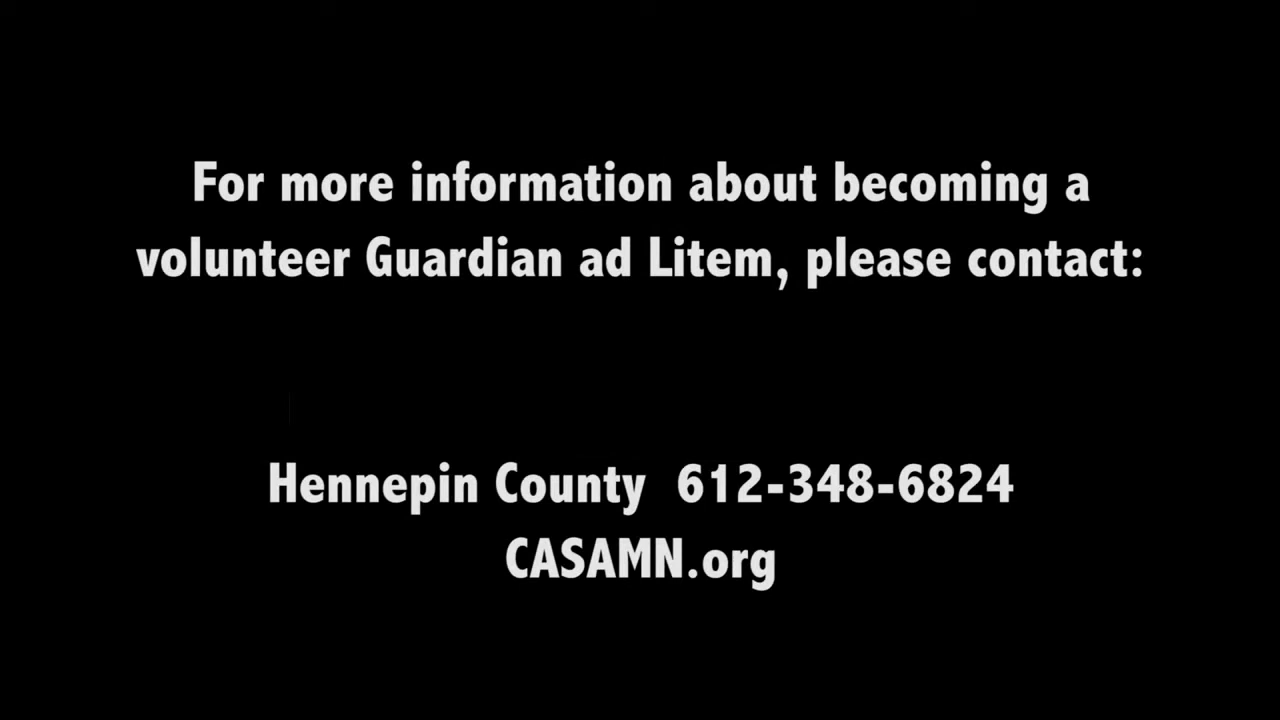 For more information about becoming a
volunteer Guardian ad Litem, please contact:
Hennepin County 612-348-6824
CASAMN.org